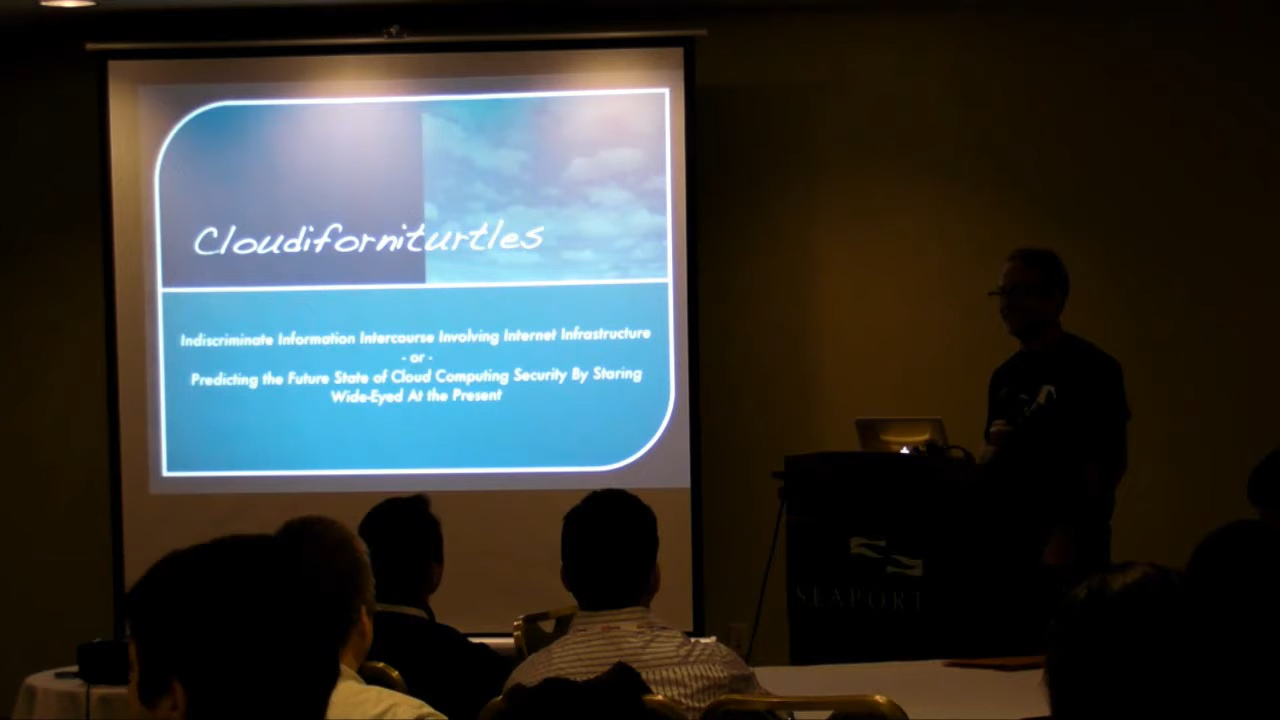 Cloudiforniturtles
Indiscriminate Information Intercourse Involving Internet Infrastructure
- or -
Predicting the Future State of Cloud Computing Security By Staring
Wide-Eyed At the Present
SEAPORT